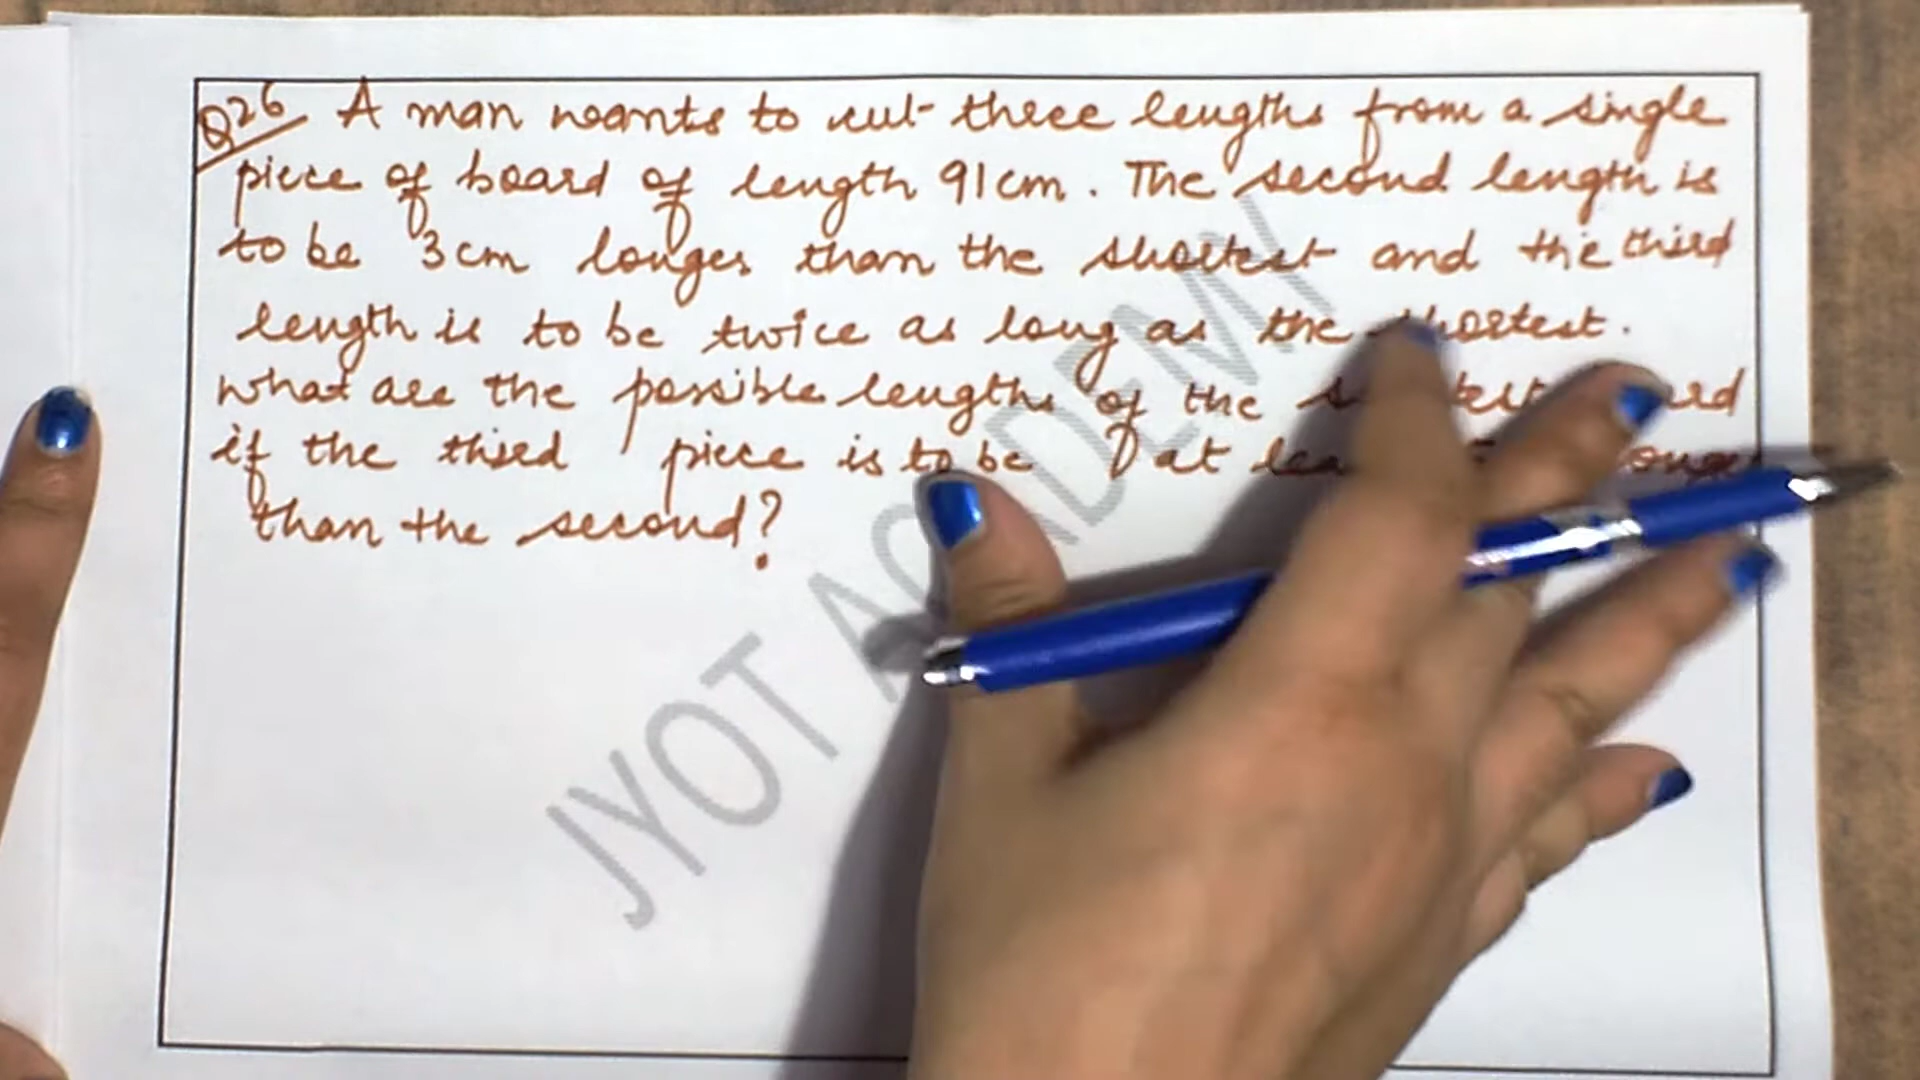 Q26 A man wants to cut three lengths from a single
piece of board of length 91cm. The second length is
to be 3cm longer than the shortest and the third
length is to be twice as long as the shortest.
What are the possible lengths of the
if the third piece is to be at
than the second?
JYOT ACADEMY